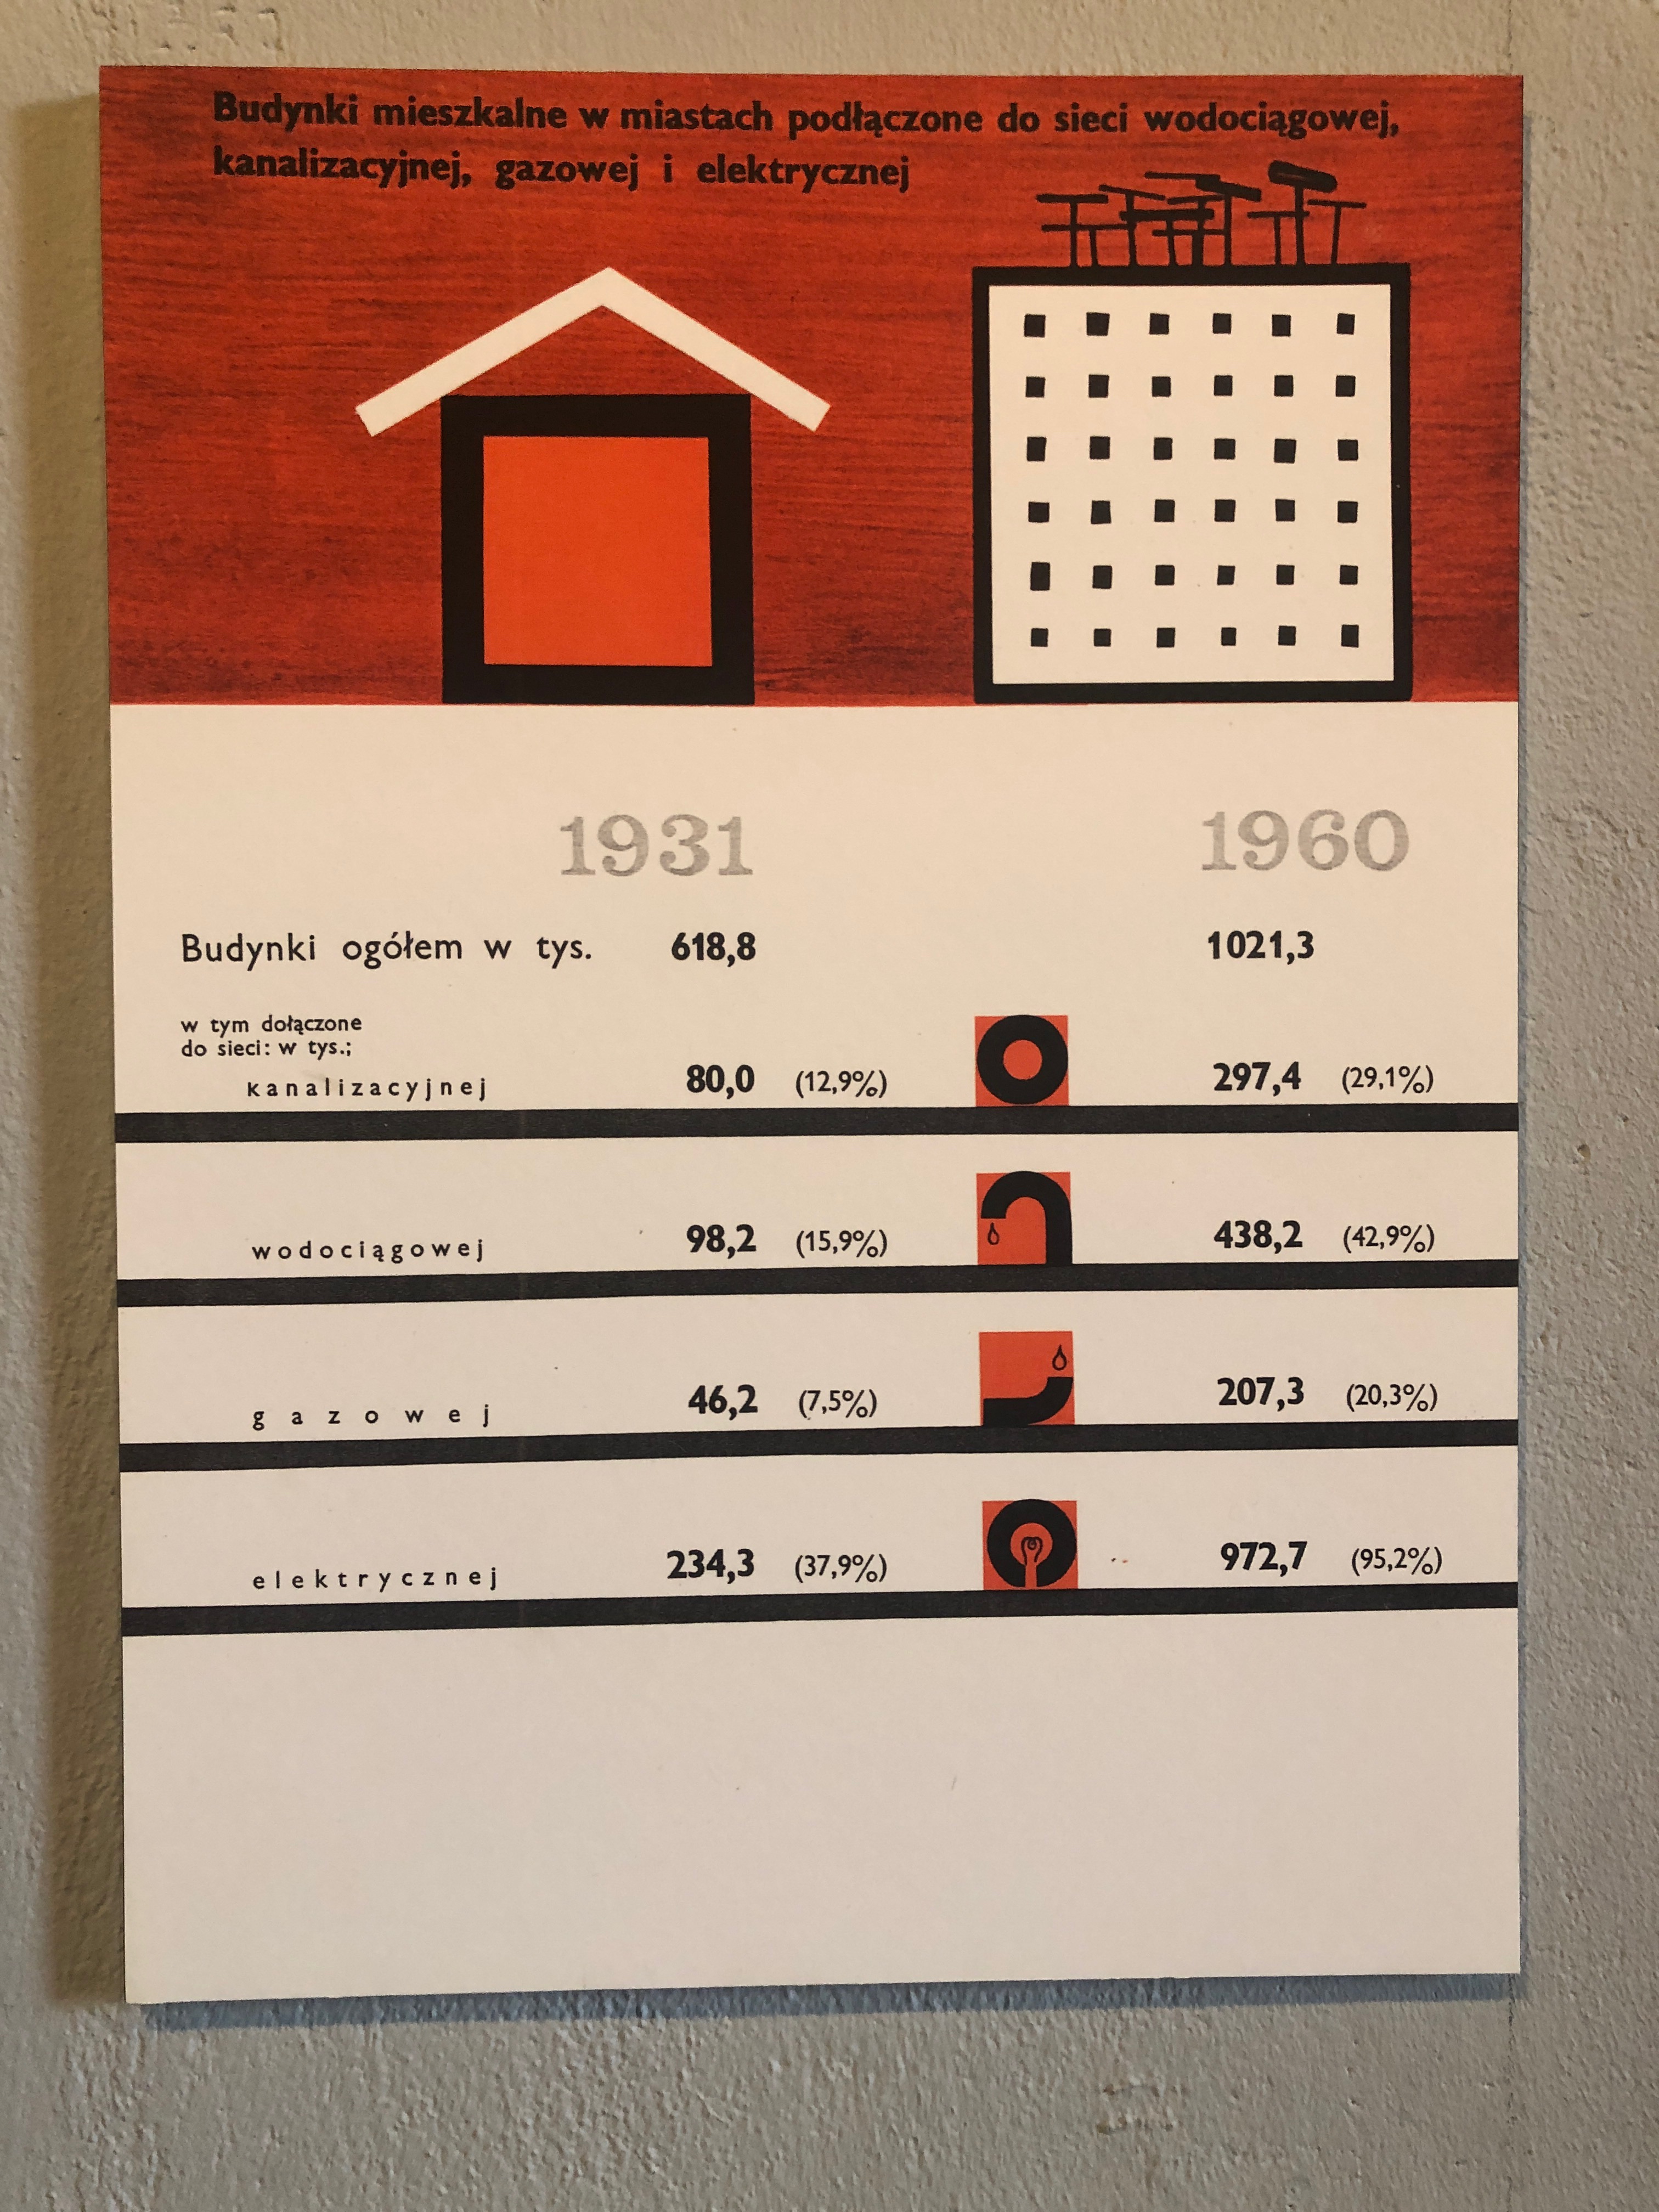 Budynki mieszkalne w miastach podłączone do sieci wodociągowej,
kanalizacyjnej, gazowej i elektrycznej
1931 1960
Budynki ogółem w tys. 618,8 1021,3
w tym dołączone
do sieci: w tys.;
kanalizacyjnej 80,0 (12,9%) 297,4 (29,1%)
wodociągowej 98,2 (15,9%) 438,2 (42,9%)
gazowej 46,2 (7,5%) 207,3 (20,3%)
elektrycznej 234,3 (37,9%) 972,7 (95,2%)